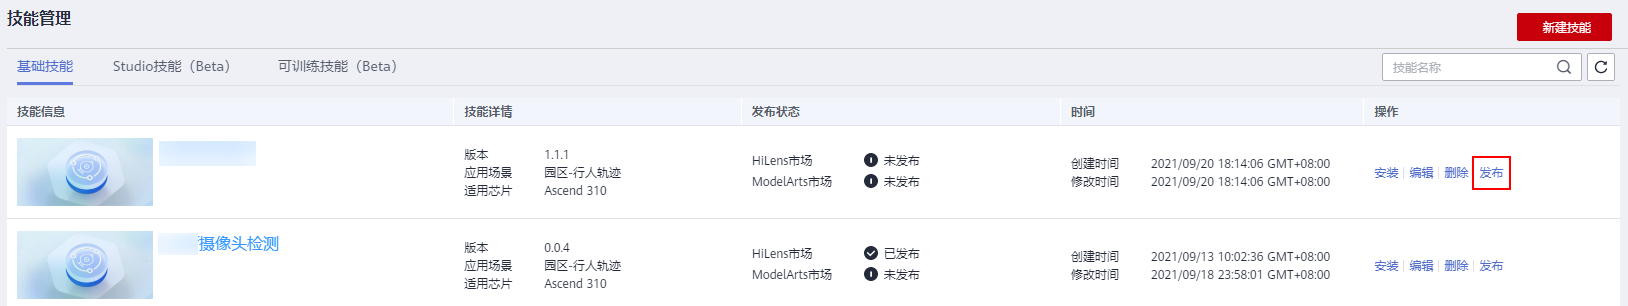 技能管理
新建技能
基础技能 Studio技能（Beta） 可训练技能（Beta）
技能名称
技能信息 技能详情 发布状态 时间 操作
版本 1.1.1
应用场景 园区-行人轨迹
适用芯片 Ascend 310
HiLens市场 未发布
ModelArts市场 未发布
创建时间 2021/09/20 18:14:06 GMT+08:00
修改时间 2021/09/20 18:14:06 GMT+08:00
安装 编辑 删除 发布
摄像头检测
版本 0.0.4
应用场景 园区-行人轨迹
适用芯片 Ascend 310
HiLens市场 已发布
ModelArts市场 未发布
创建时间 2021/09/13 10:02:36 GMT+08:00
修改时间 2021/09/18 23:58:01 GMT+08:00
安装 编辑 删除 发布